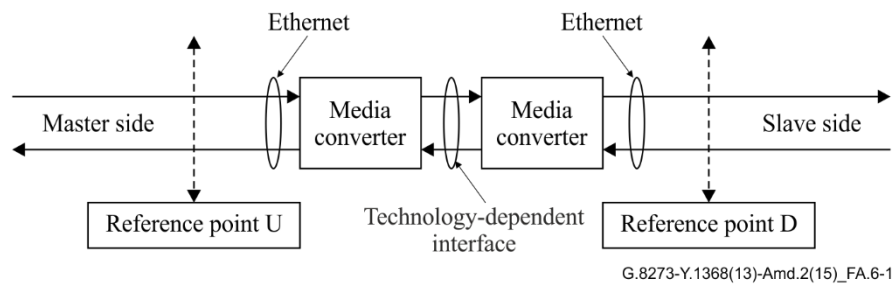 Ethernet
Ethernet
Master side
Media
converter
Media
converter
Slave side
Reference point U
Technology-dependent
interface
Reference point D
G.8273-Y.1368(13)-Amd.2(15)_FA.6-1